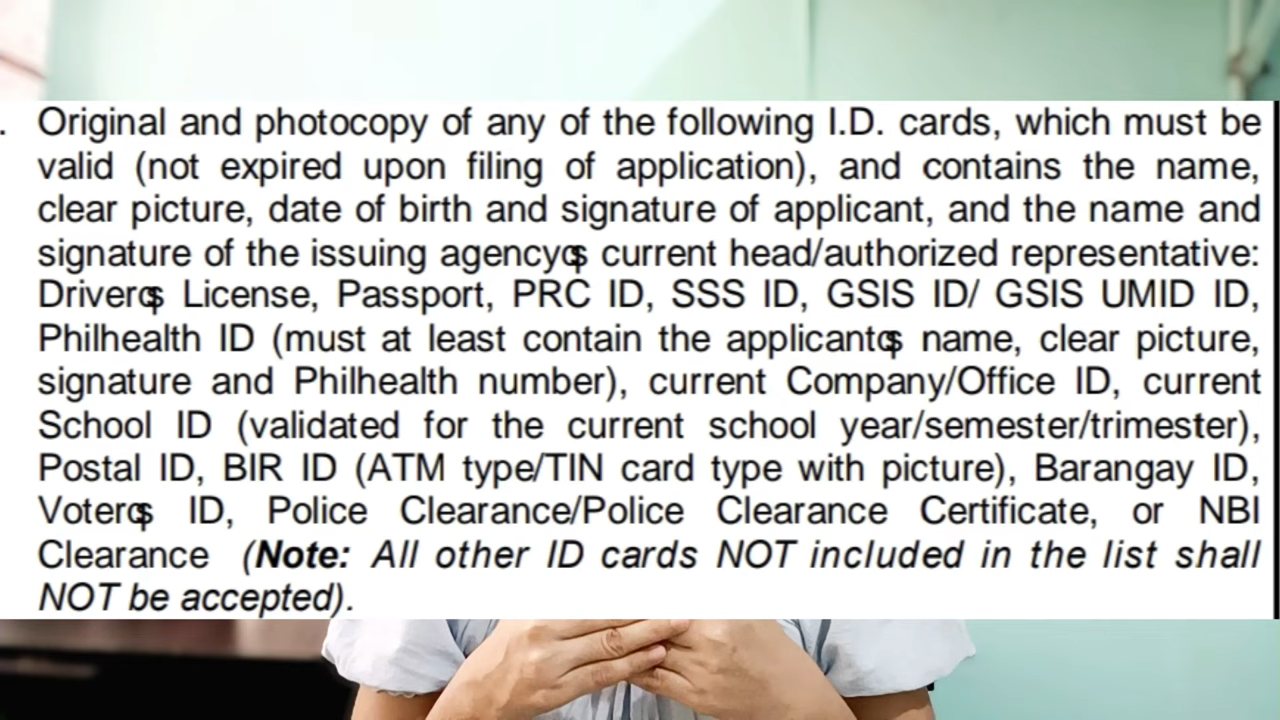 . Original and photocopy of any of the following I.D. cards, which must be
valid (not expired upon filing of application), and contains the name,
clear picture, date of birth and signature of applicant, and the name and
signature of the issuing agencyqs current head/authorized representative:
Driverqs License, Passport, PRC ID, SSS ID, GSIS ID/ GSIS UMID ID,
Philhealth ID (must at least contain the applicantqs name, clear picture,
signature and Philhealth number), current Company/Office ID, current
School ID (validated for the current school year/semester/trimester),
Postal ID, BIR ID (ATM type/TIN card type with picture), Barangay ID,
Voterqs ID, Police Clearance/Police Clearance Certificate, or NBI
Clearance (Note: All other ID cards NOT included in the list shall
NOT be accepted).